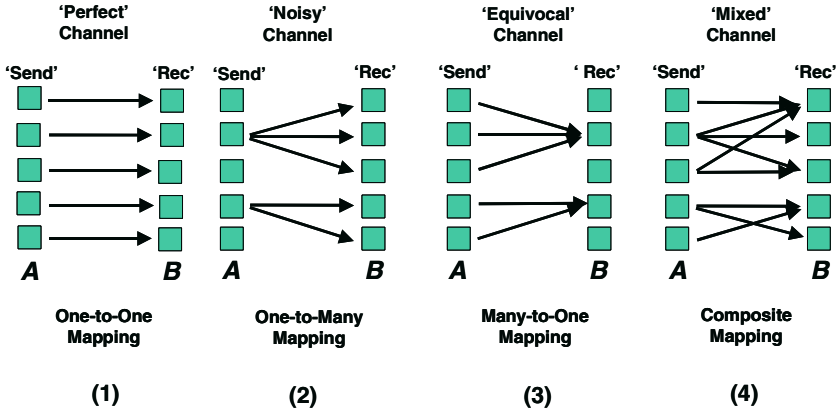 ‘Perfect’
Channel
‘Noisy’
Channel
‘Equivocal’
Channel
‘Mixed’
Channel
‘Send’
‘Rec’
‘Send’
‘Rec’
‘Send’
‘ Rec’
‘Send’
‘Rec’
A
B
A
B
A
B
A
B
One-to-One
Mapping
One-to-Many
Mapping
Many-to-One
Mapping
Composite
Mapping
(1)
(2)
(3)
(4)